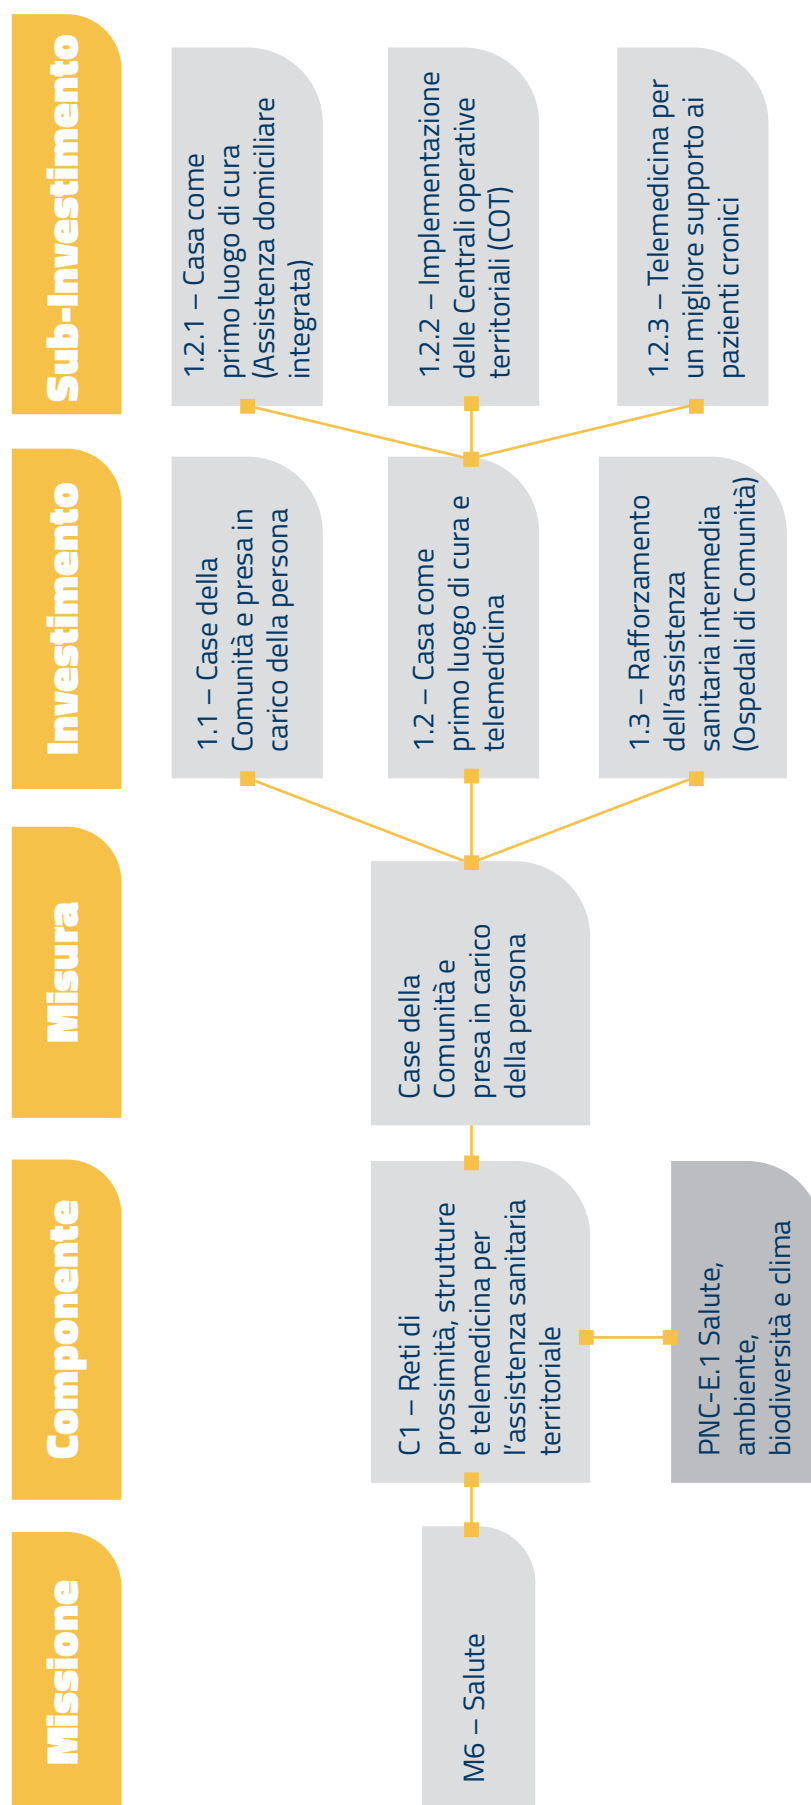 Missione
Componente
Misura
Investimento
Sub-Investimento
M6 – Salute
C1 – Reti di
prossimità, strutture
e telemedicina per
l'assistenza sanitaria
territoriale
PNC-E.1 Salute,
ambiente,
biodiversità e clima
Case della
Comunità e
presa in carico
della persona
1.1 – Case della
Comunità e presa in
carico della persona
1.2 – Casa come
primo luogo di cura e
telemedicina
1.3 – Rafforzamento
dell'assistenza
sanitaria intermedia
(Ospedali di Comunità)
1.2.1 – Casa come
primo luogo di cura
(Assistenza domiciliare
integrata)
1.2.2 – Implementazione
delle Centrali operative
territoriali (COT)
1.2.3 – Telemedicina per
un migliore supporto ai
pazienti cronici